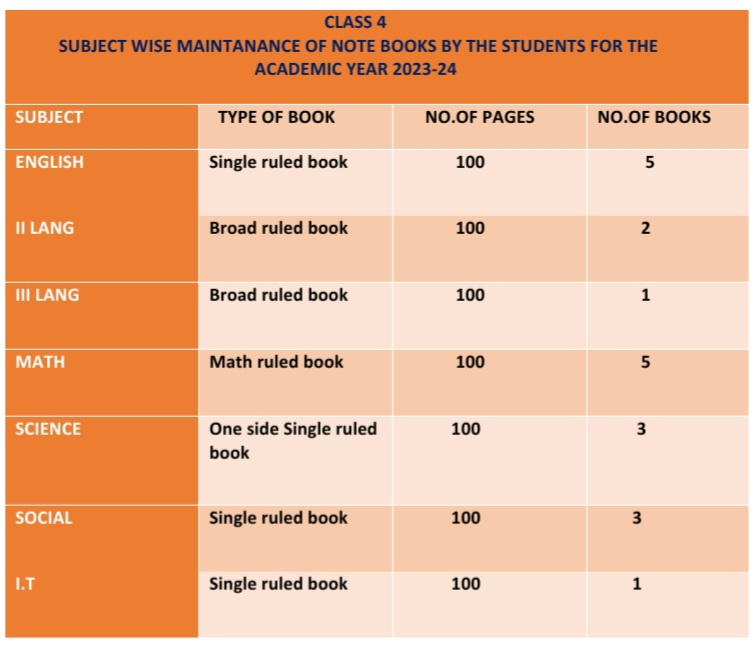 CLASS 4
SUBJECT WISE MAINTANANCE OF NOTE BOOKS BY THE STUDENTS FOR THE
ACADEMIC YEAR 2023-24
SUBJECT TYPE OF BOOK NO.OF PAGES NO.OF BOOKS
ENGLISH Single ruled book 100 5
II LANG Broad ruled book 100 2
III LANG Broad ruled book 100 1
MATH Math ruled book 100 5
SCIENCE One side Single ruled 100 3
book
SOCIAL Single ruled book 100 3
I.T Single ruled book 100 1